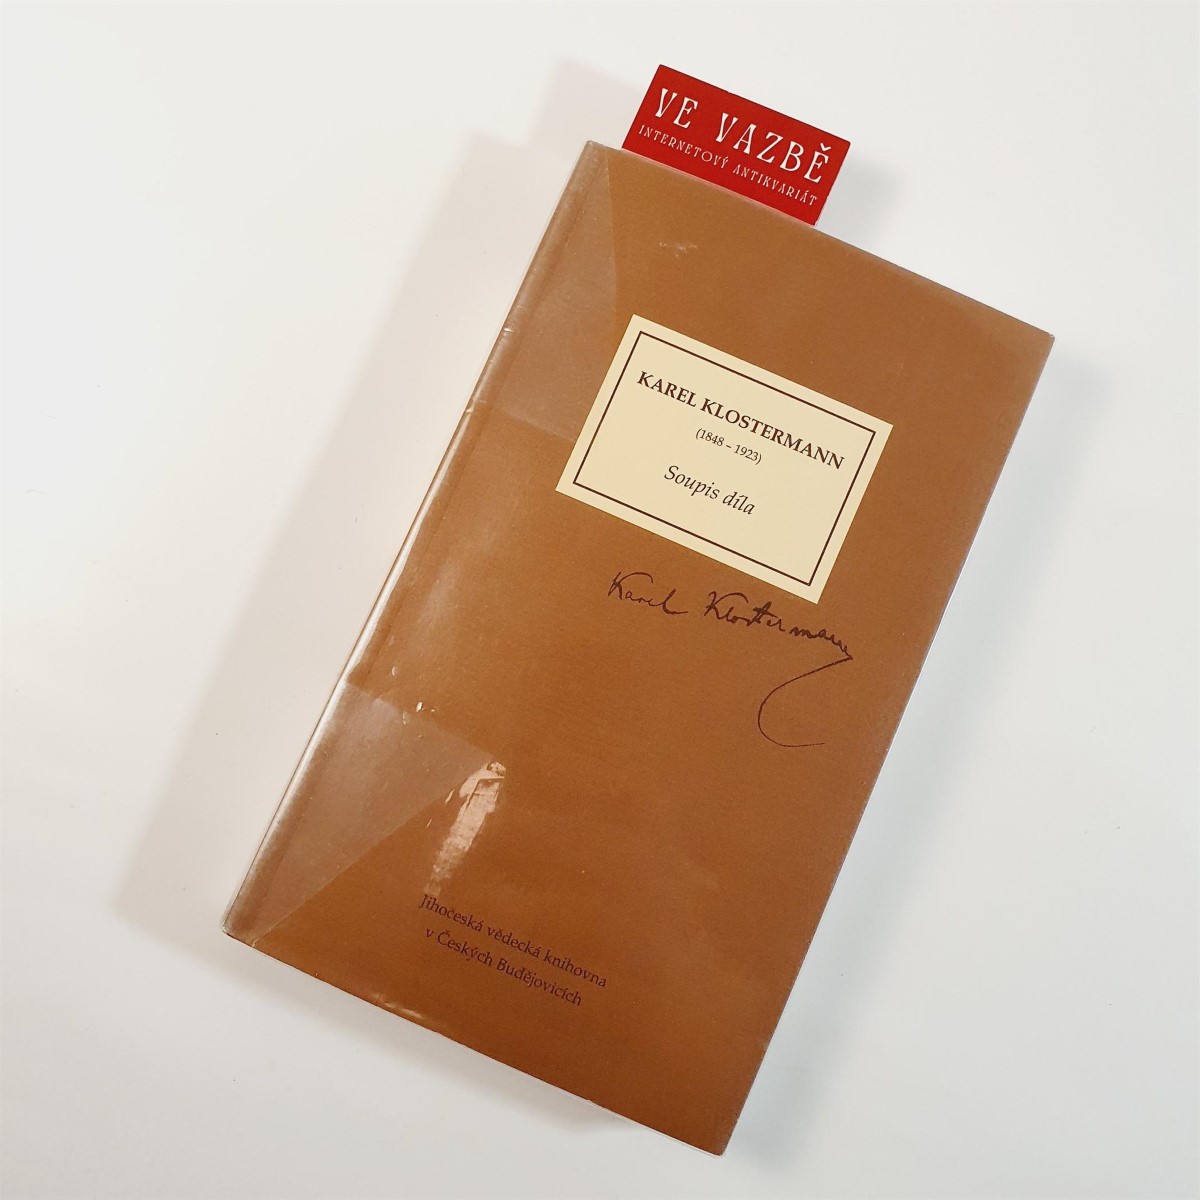 VE VAZBĚ
INTERNETOVÝ ANTIKVARIÁT
KAREL KLOSTERMANN
(1848 – 1923)
Soupis díla
Karel Klostermann
Jihočeská vědecká knihovna
v Českých Budějovicích